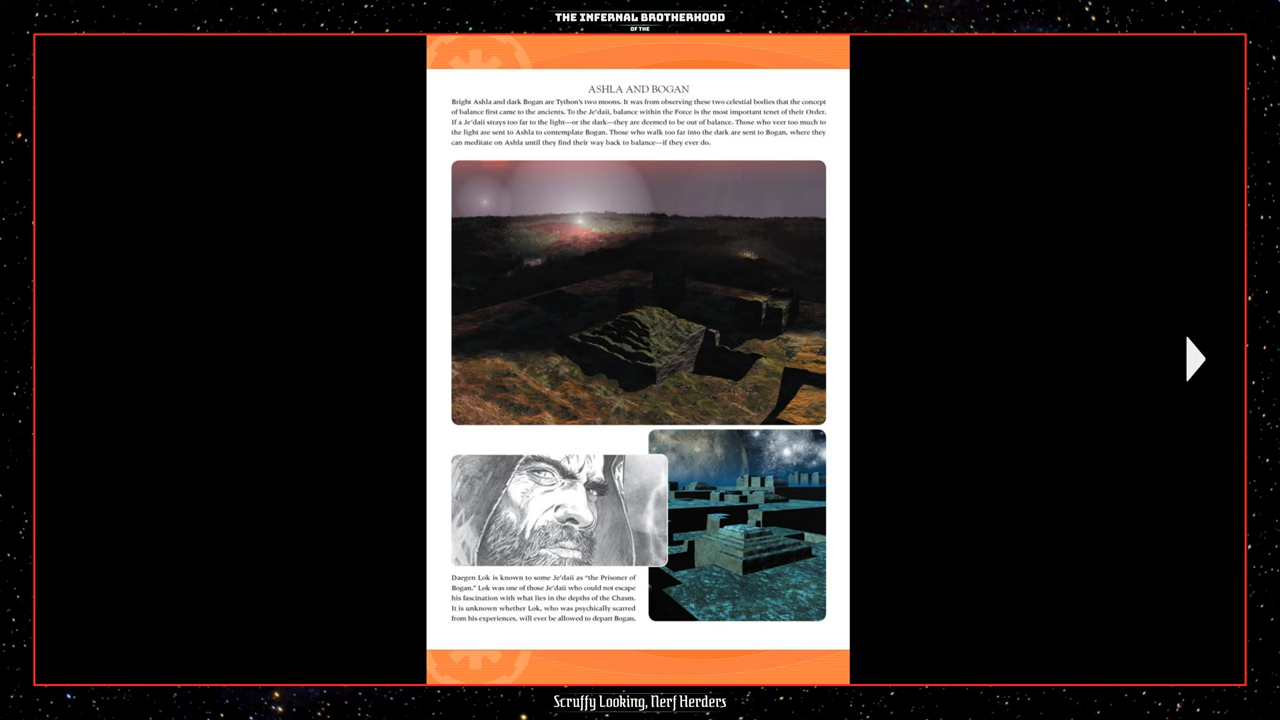 THE INFERNAL BROTHERHOOD
OF THE
ASHLA AND BOGAN
Bright Ashla and dark Bogan are Tython's two moons. It was from observing these two celestial bodies that the concept
of balance first came to the ancients. To the Je'daii, balance within the Force is the most important tenet of their Order.
If a Je'daii strays too far to the light—or the dark—they are deemed to be out of balance. Those who veer too much to
the light are sent to Ashla to contemplate Bogan. Those who walk too far into the dark are sent to Bogan, where they
can meditate on Ashla until they find their way back to balance—if they ever do.
Daegen Lok is known to some Je'daii as “the Prisoner of
Bogan.” Lok was one of those Je'daii who could not escape
his fascination with what lies in the depths of the Chasm.
It is unknown whether Lok, who was psychically scarred
from his experiences, will ever be allowed to depart Bogan.
Scruffy Looking, Nerf Herders